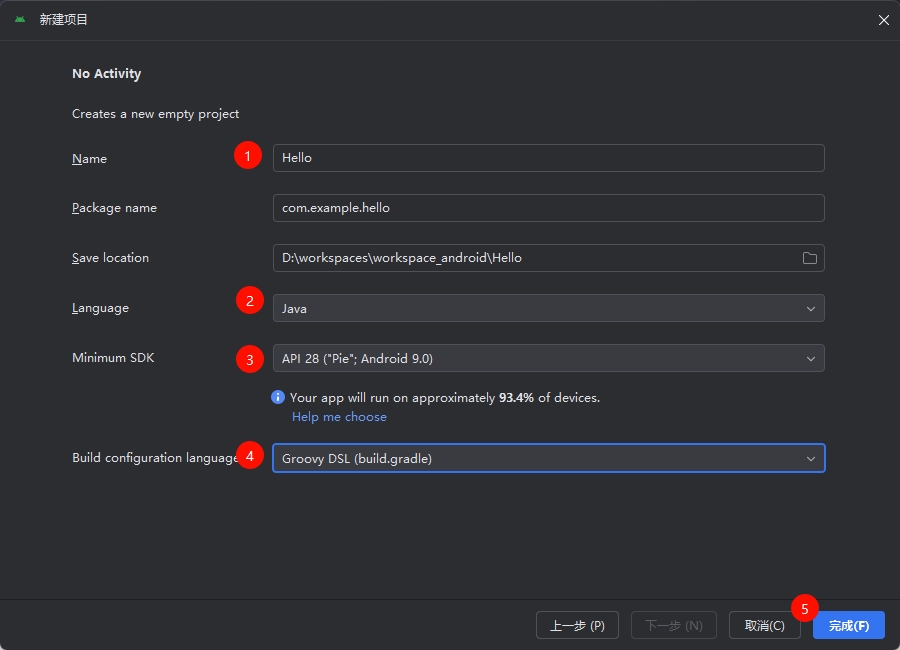 新建项目
No Activity
Creates a new empty project
Name 1 Hello
Package name com.example.hello
Save location D:\workspaces\workspace_android\Hello
Language 2 Java
Minimum SDK 3 API 28 ("Pie"; Android 9.0)
Your app will run on approximately 93.4% of devices.
Help me choose
Build configuration language 4 Groovy DSL (build.gradle)
上一步 (P) 下一步 (N) 取消(C) 5 完成(F)